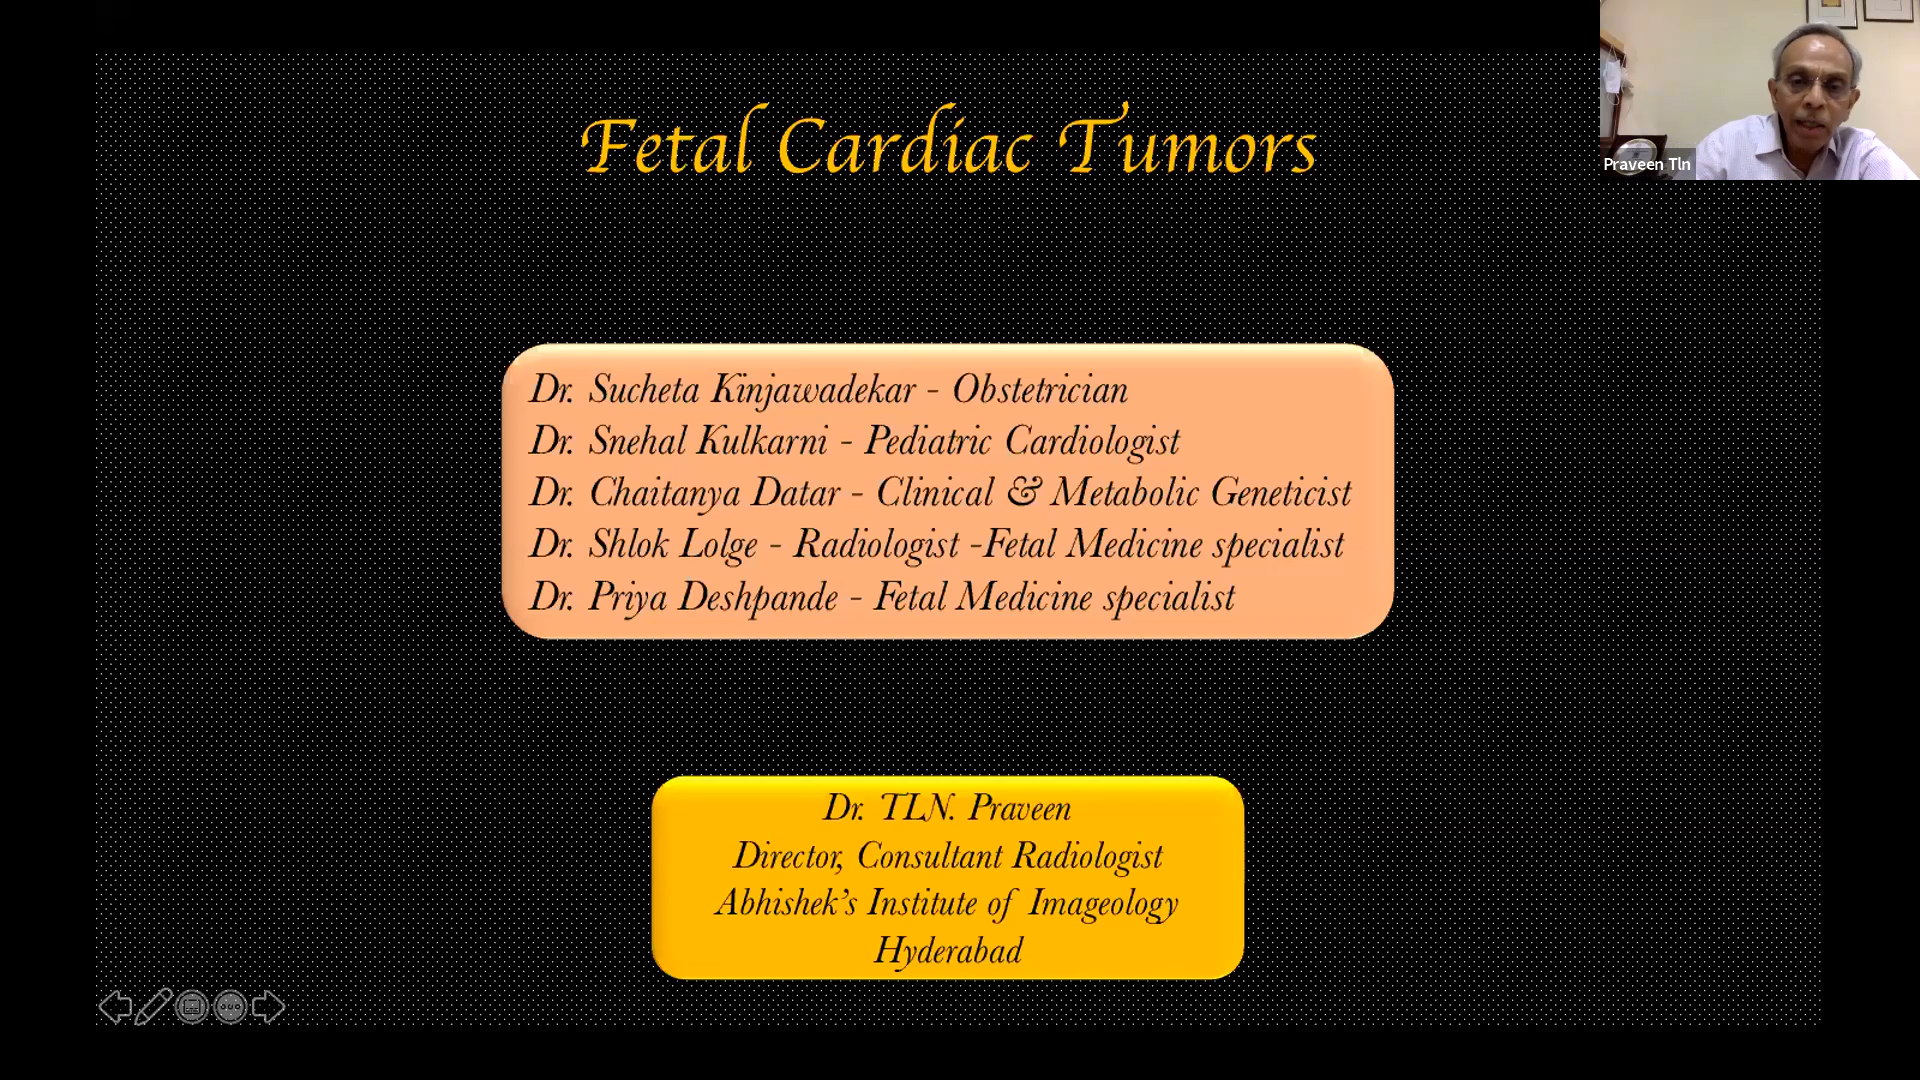 Fetal Cardiac Tumors
Praveen Tln
Dr. Sucheta Kinjawadekar - Obstetrician
Dr. Snehal Kulkarni - Pediatric Cardiologist
Dr. Chaitanya Datar - Clinical & Metabolic Geneticist
Dr. Shlok Lolge - Radiologist -Fetal Medicine specialist
Dr. Priya Deshpande - Fetal Medicine specialist
Dr. TLN. Praveen
Director, Consultant Radiologist
Abhishek’s Institute of Imageology
Hyderabad